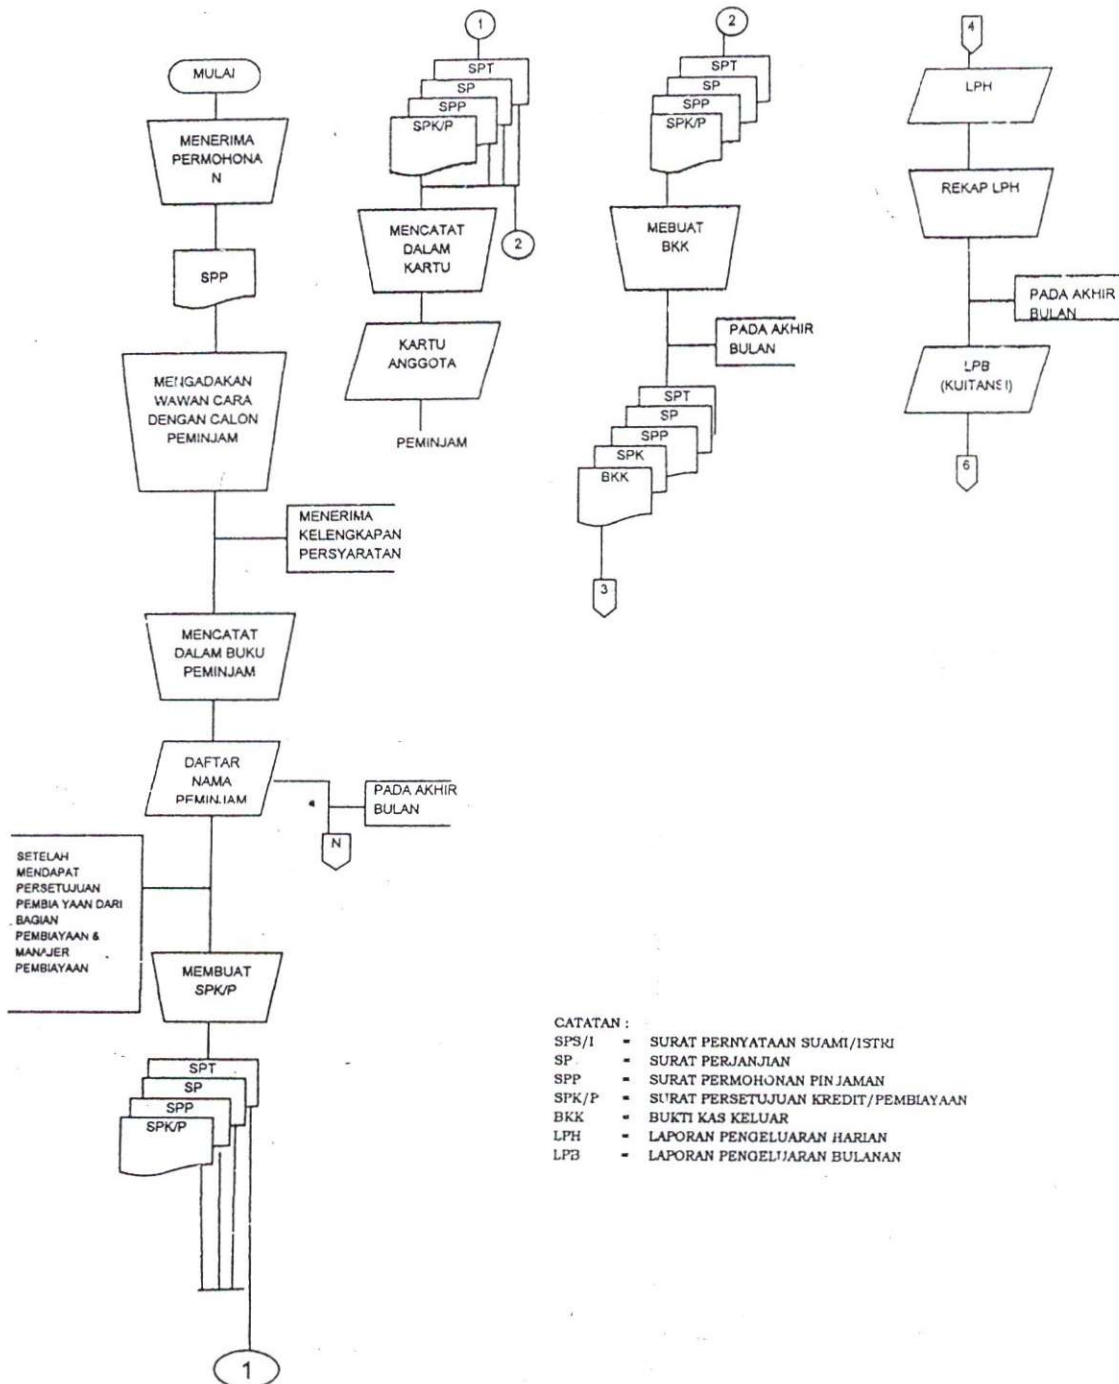 MULAI
MENERIMA
PERMOHONA
N
SPP
MENGADAKAN
WAWAN CARA
DENGAN CALON
PEMINJAM
MENERIMA
KELENGKAPAN
PERSYARATAN
MENCATAT
DALAM BUKU
PEMINJAM
DAFTAR
NAMA
PEMINJAM
PADA AKHIR
BULAN
N
SETELAH
MENDAPAT
PERSETUJUAN
PEMBIA YAAN DARI
BAGIAN
PEMBIAYAAN &
MANAJER
PEMBIAYAAN
MEMBUAT
SPK/P
SPT
SP
SPP
SPK/P
1
1
SPT
SP
SPP
SPK/P
2
MENCATAT
DALAM
KARTU
KARTU
ANGGOTA
PEMINJAM
2
SPT
SP
SPP
SPK/P
MEBUAT
BKK
PADA AKHIR
BULAN
SPT
SP
SPP
SPK
BKK
3
4
LPH
REKAP LPH
PADA AKHIR
BULAN
LPB
(KUITANSI)
6
CATATAN :
SPS/I = SURAT PERNYATAAN SUAMI/ISTRI
SP = SURAT PERJANJIAN
SPP = SURAT PERMOHONAN PINJAMAN
SPK/P = SURAT PERSETUJUAN KREDIT/PEMBIAYAAN
BKK = BUKTI KAS KELUAR
LPH = LAPORAN PENGELUARAN HARIAN
LPB = LAPORAN PENGELUARAN BULANAN